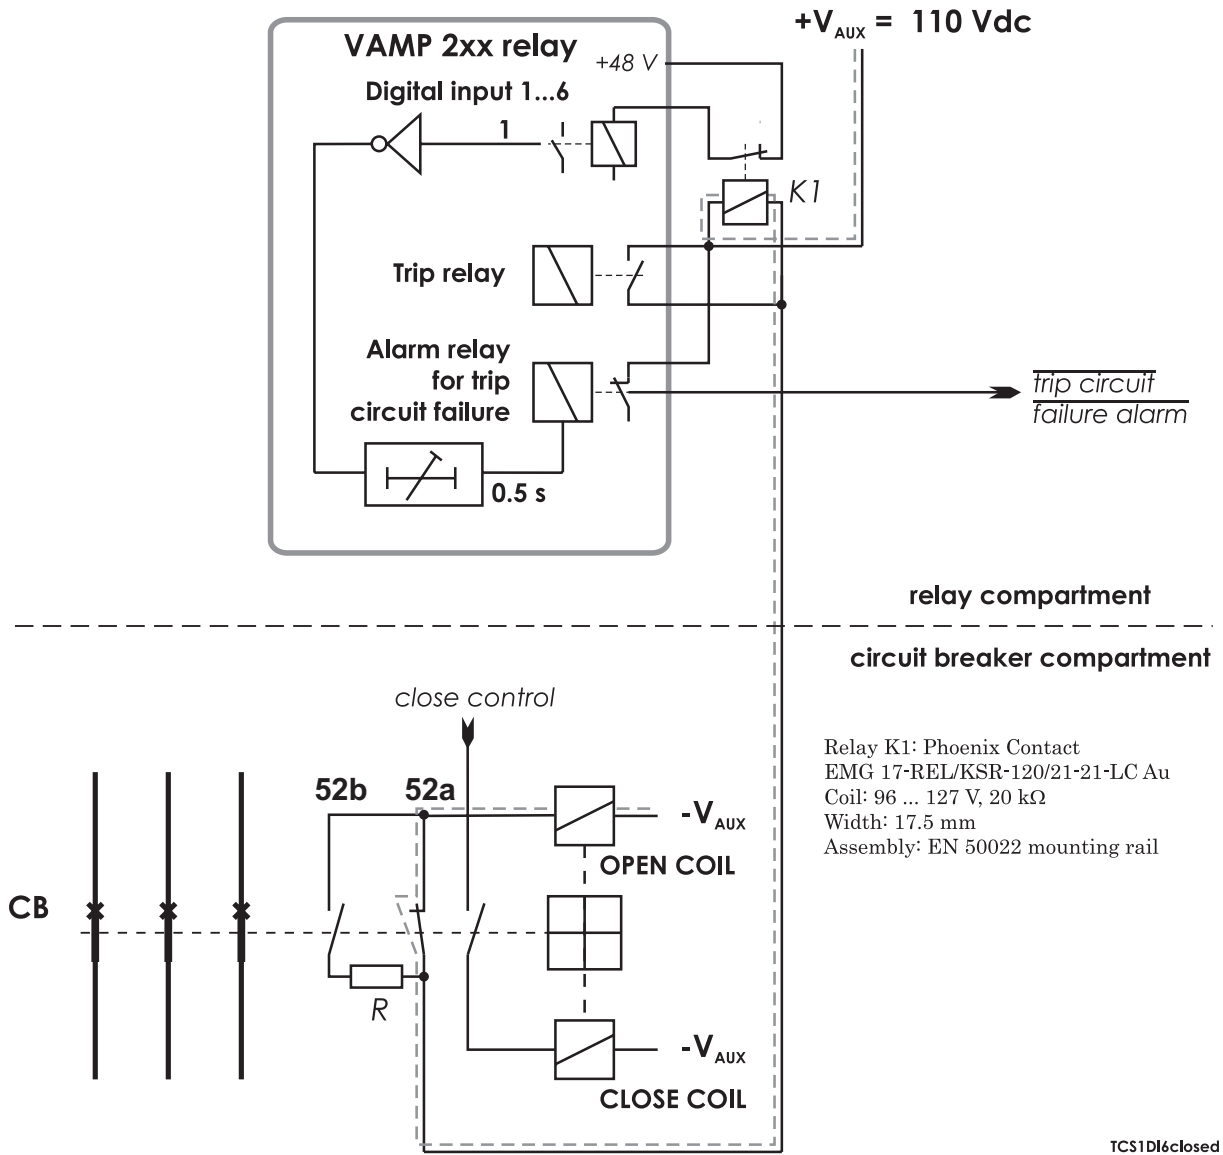 +VAUX = 110 Vdc
VAMP 2xx relay
+48 V
Digital input 1...6
1
K1
Trip relay
Alarm relay
for trip
circuit failure
trip circuit
failure alarm
0.5 s
relay compartment
circuit breaker compartment
close control
Relay K1: Phoenix Contact
EMG 17-REL/KSR-120/21-21-LC Au
Coil: 96 ... 127 V, 20 kΩ
Width: 17.5 mm
Assembly: EN 50022 mounting rail
52b
52a
-VAUX
OPEN COIL
CB
R
-VAUX
CLOSE COIL
TCS1DI6closed